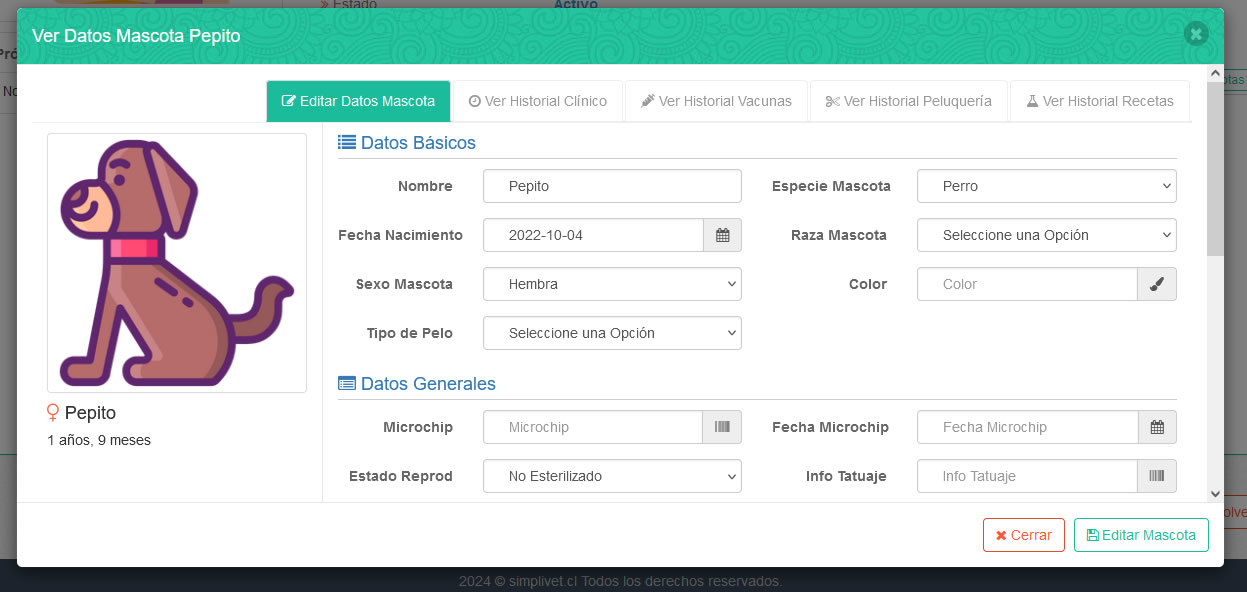 » Estado
Activo
Ver Datos Mascota Pepito
Editar Datos Mascota
Ver Historial Clínico
Ver Historial Vacunas
Ver Historial Peluquería
Ver Historial Recetas
Datos Básicos
Nombre
Pepito
Especie Mascota
Perro
Fecha Nacimiento
2022-10-04
Raza Mascota
Seleccione una Opción
Sexo Mascota
Hembra
Color
Color
Tipo de Pelo
Seleccione una Opción
Datos Generales
Pepito
1 años, 9 meses
Microchip
Microchip
Fecha Microchip
Fecha Microchip
Estado Reprod
No Esterilizado
Info Tatuaje
Info Tatuaje
Cerrar
Editar Mascota
2024 © simplivet.cl Todos los derechos reservados.